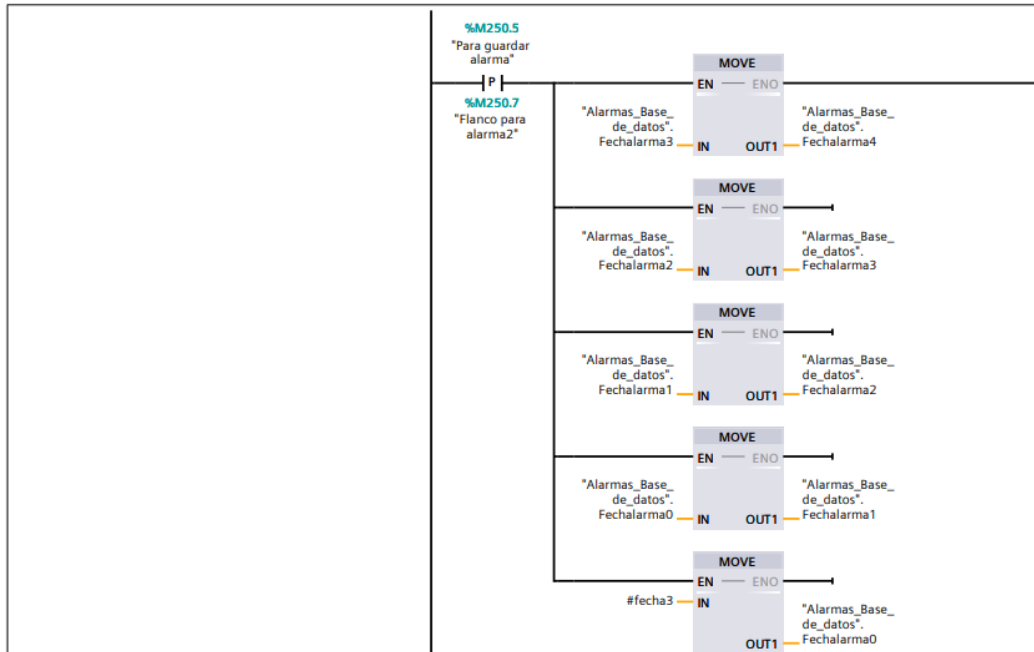 %M250.5
"Para guardar
alarma"
P
%M250.7
"Flanco para
alarma2"
MOVE
EN ENO
"Alarmas_Base_
de_datos".
Fechalarma3
IN
OUT1
"Alarmas_Base_
de_datos".
Fechalarma4
MOVE
EN ENO
"Alarmas_Base_
de_datos".
Fechalarma2
IN
OUT1
"Alarmas_Base_
de_datos".
Fechalarma3
MOVE
EN ENO
"Alarmas_Base_
de_datos".
Fechalarma1
IN
OUT1
"Alarmas_Base_
de_datos".
Fechalarma2
MOVE
EN ENO
"Alarmas_Base_
de_datos".
Fechalarma0
IN
OUT1
"Alarmas_Base_
de_datos".
Fechalarma1
MOVE
EN ENO
#fecha3
IN
OUT1
"Alarmas_Base_
de_datos".
Fechalarma0